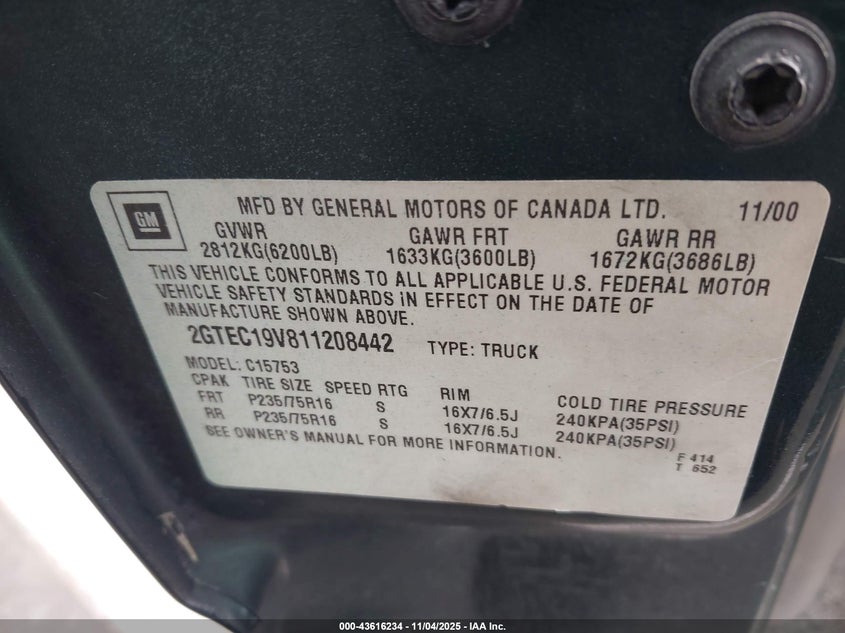 GM
MFD BY GENERAL MOTORS OF CANADA LTD. 11/00
GVWR GAWR FRT GAWR RR
2812KG(6200LB) 1633KG(3600LB) 1672KG(3686LB)
THIS VEHICLE CONFORMS TO ALL APPLICABLE U.S. FEDERAL MOTOR
VEHICLE SAFETY STANDARDS IN EFFECT ON THE DATE OF
MANUFACTURE SHOWN ABOVE.
2GTEC19V811208442 TYPE: TRUCK
MODEL: C15753
CPAK TIRE SIZE SPEED RTG RIM COLD TIRE PRESSURE
FRT P235/75R16 S 16X7/6.5J 240KPA(35PSI)
RR P235/75R16 S 16X7/6.5J 240KPA(35PSI)
SEE OWNER'S MANUAL FOR MORE INFORMATION.
F 414
T 652
000-43616234 - 11/04/2025 - IAA Inc.